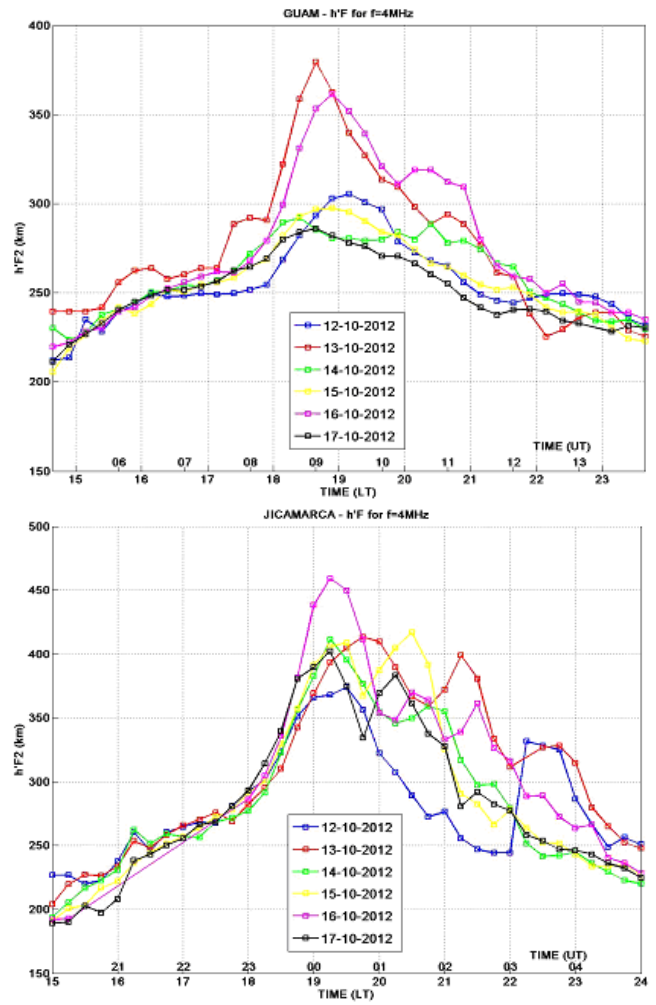 GUAM - h'F for f=4MHz
400
350
300
250
200
150
h'F2 (km)
12-10-2012
13-10-2012
14-10-2012
15-10-2012
16-10-2012
17-10-2012
TIME (UT)
06 07 08 09 10 11 12 13
15 16 17 18 19 20 21 22 23
TIME (LT)
JICAMARCA - h'F for f=4MHz
500
450
400
350
300
250
200
150
h'F2 (km)
12-10-2012
13-10-2012
14-10-2012
15-10-2012
16-10-2012
17-10-2012
TIME (UT)
21 22 23 00 01 02 03 04
15 16 17 18 19 20 21 22 23 24
TIME (LT)